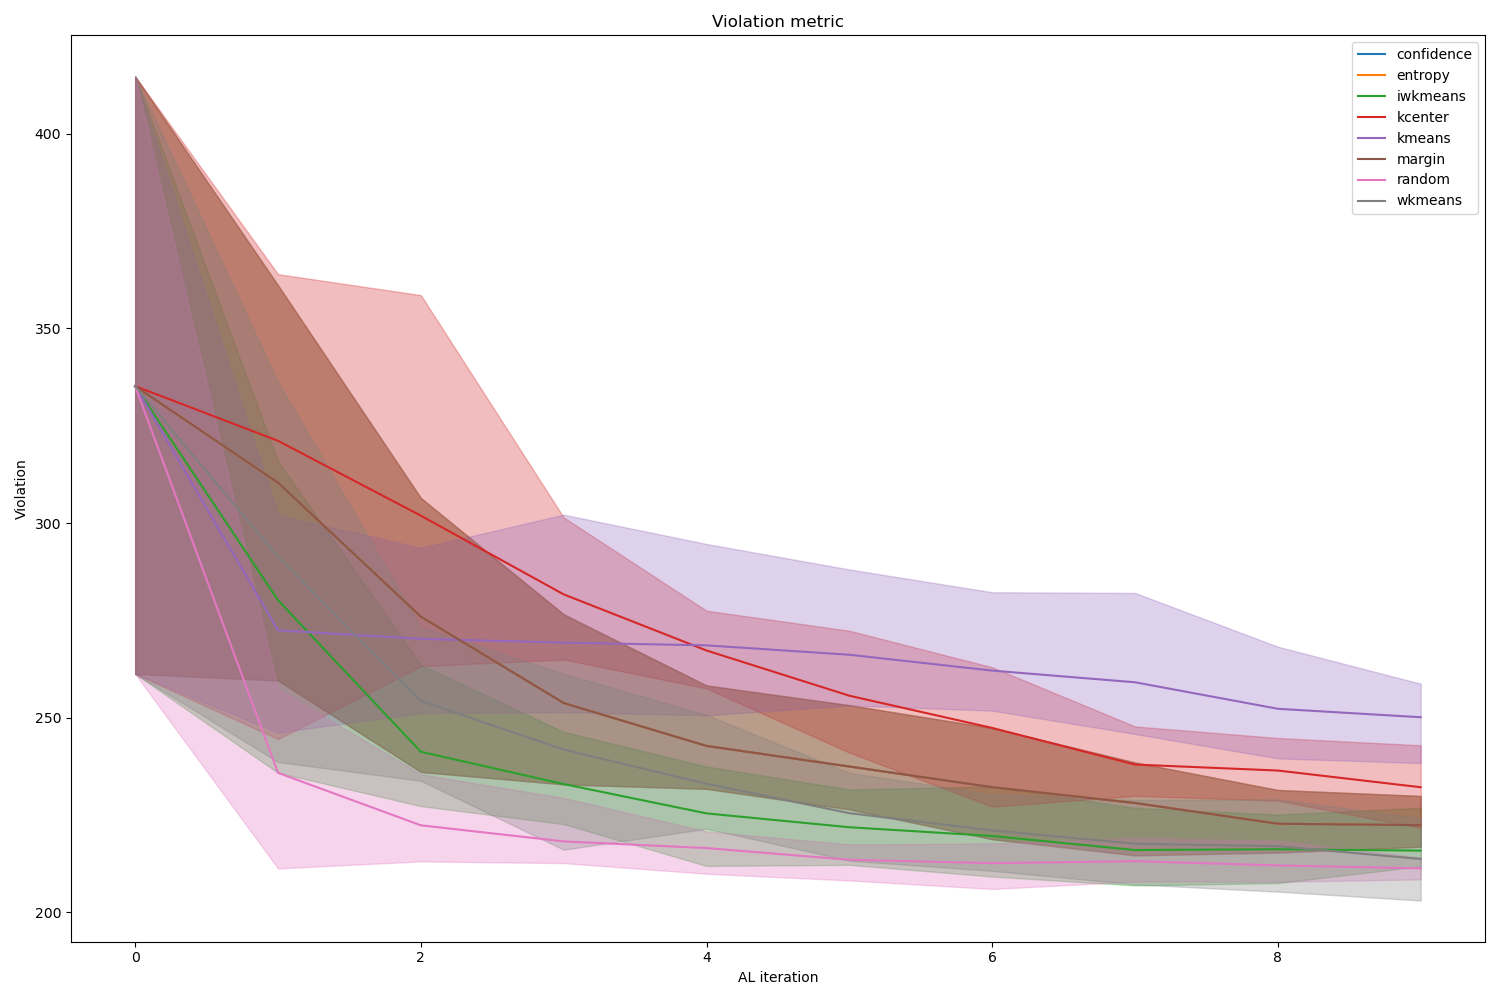 Violation metric
confidence
entropy
iwkmeans
kcenter
kmeans
margin
random
wkmeans
Violation
400
350
300
250
200
0 2 4 6 8
AL iteration